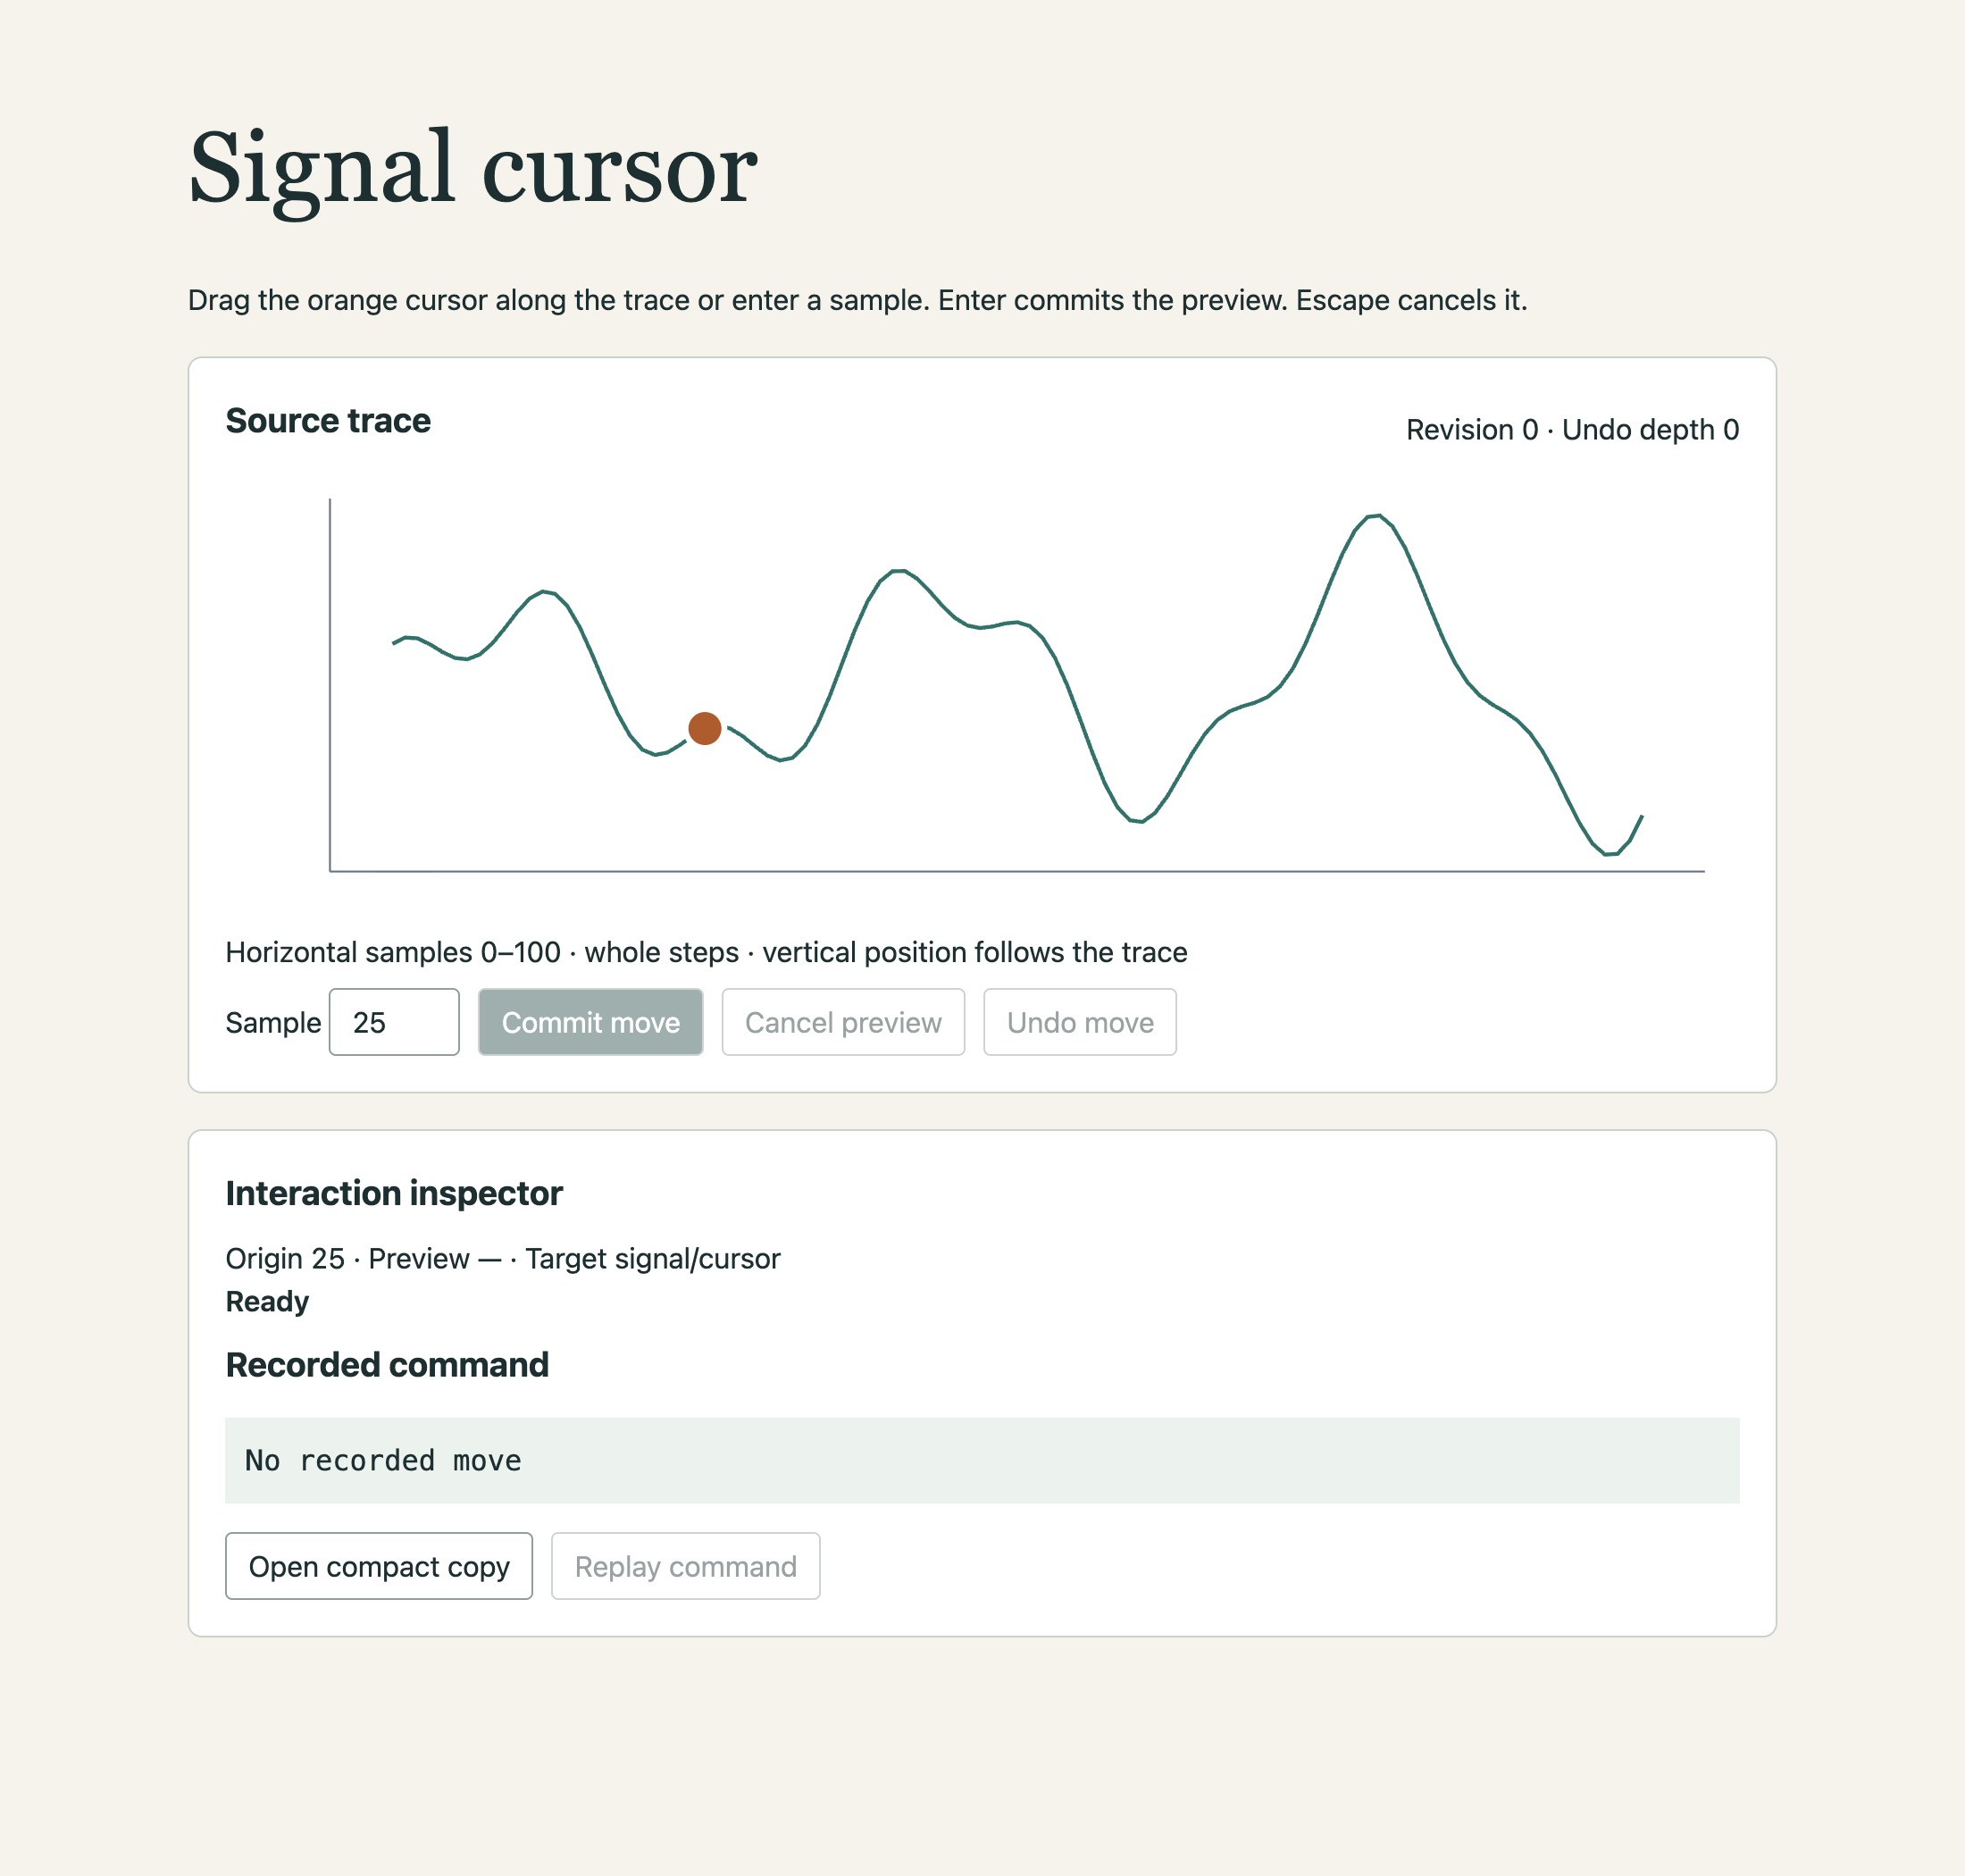 Signal cursor
Drag the orange cursor along the trace or enter a sample. Enter commits the preview. Escape cancels it.
Source trace
Revision 0 · Undo depth 0
Horizontal samples 0–100 · whole steps · vertical position follows the trace
Sample 25 Commit move Cancel preview Undo move
Interaction inspector
Origin 25 · Preview — · Target signal/cursor
Ready
Recorded command
No recorded move
Open compact copy Replay command